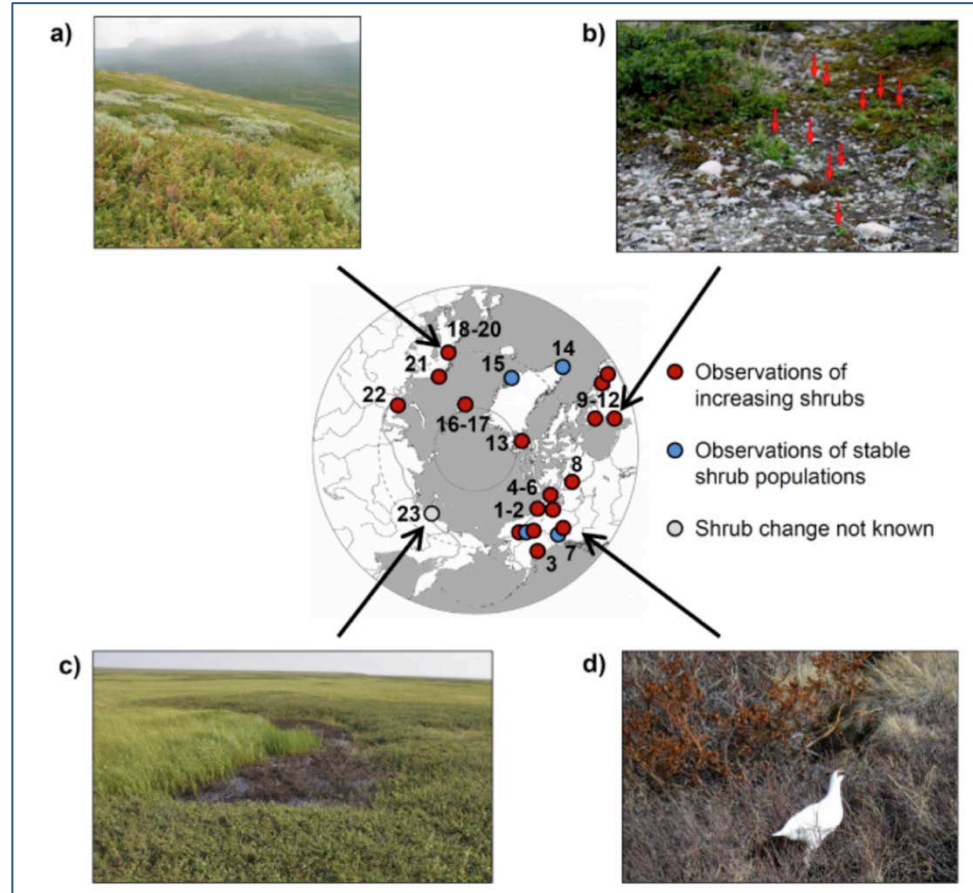 a)
b)
18-20
21
15
14
22
16-17
9-12
13
8
4-6
1-2
23
7
3
Observations of
increasing shrubs
Observations of stable
shrub populations
Shrub change not known
c)
d)